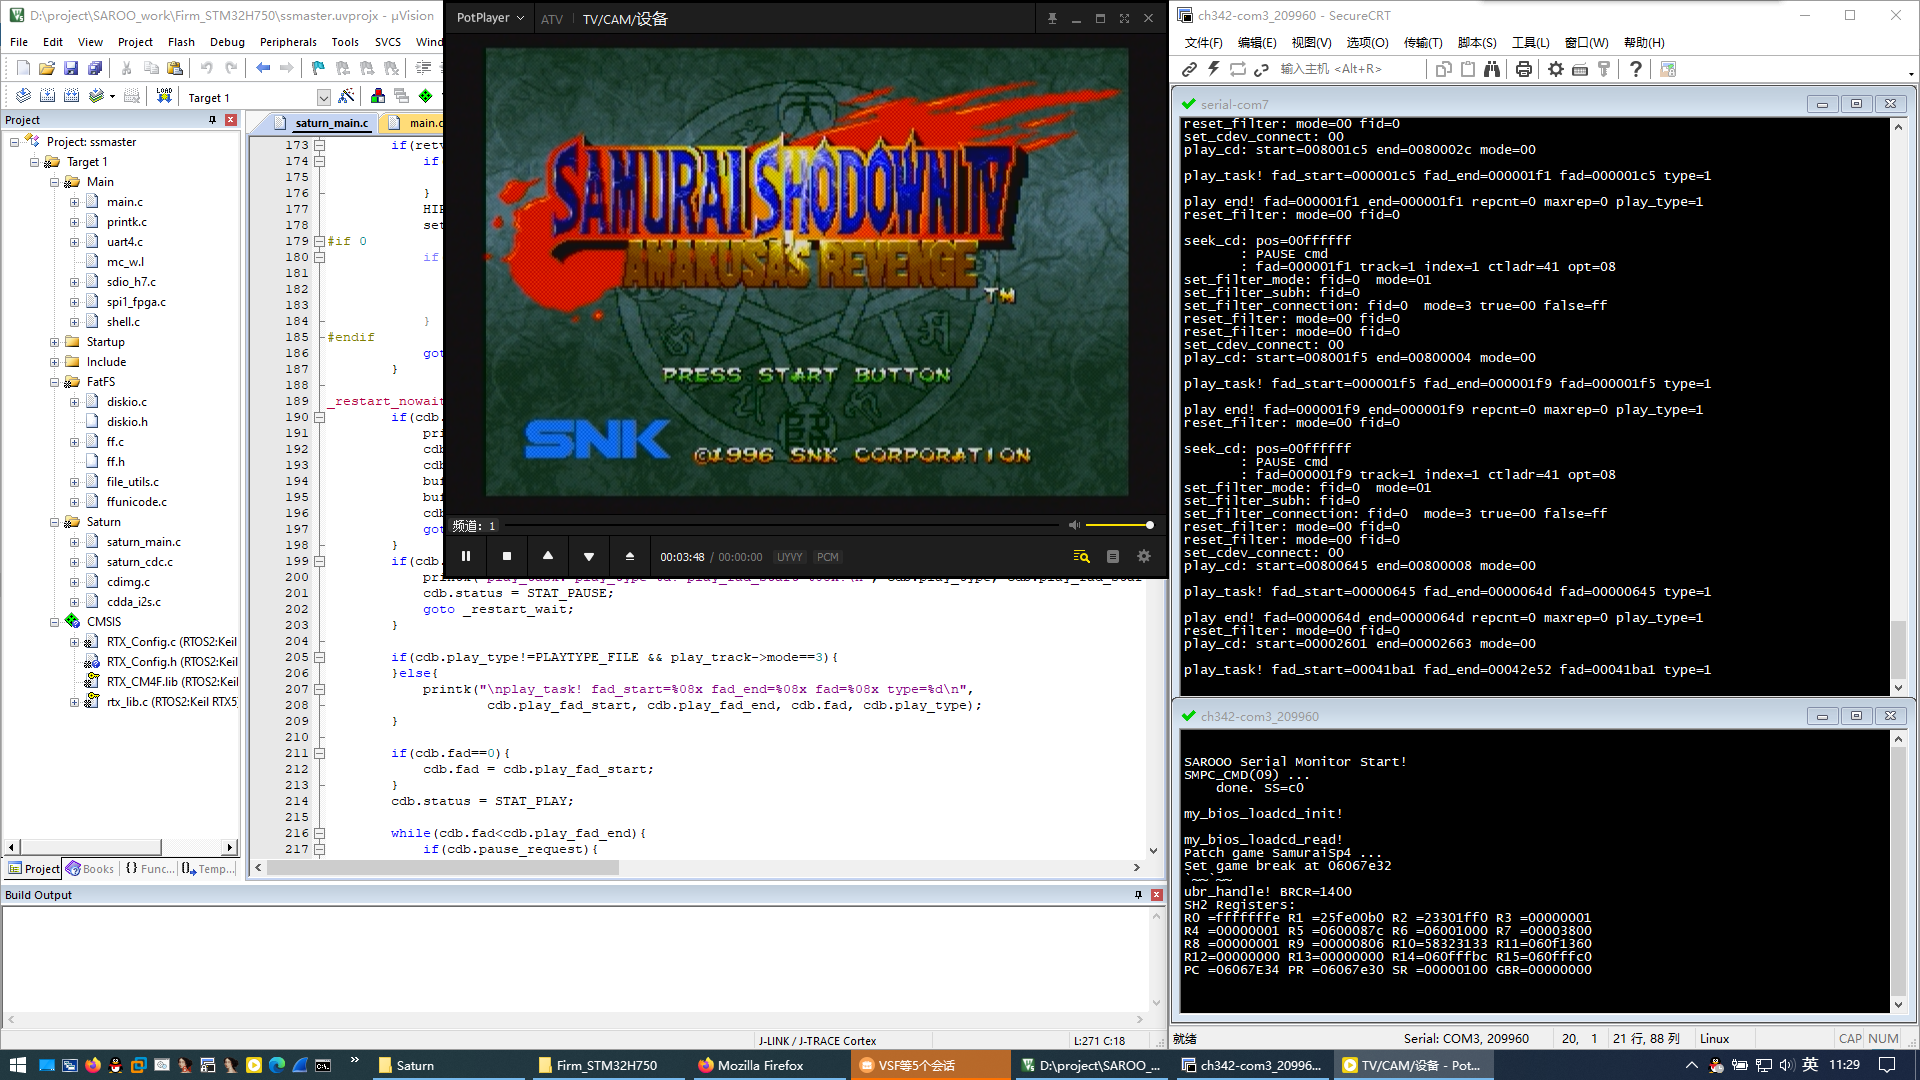 D:\project\SAROO_work\Firm_STM32H750\ssmaster.uvprojx - µVision
File Edit View Project Flash Debug Peripherals Tools SVCS Wind
Target 1
Project
Project: ssmaster
Target 1
Main
main.c
printk.c
uart4.c
mc_w.l
sdio_h7.c
spi1_fpga.c
shell.c
Startup
Include
FatFS
diskio.c
diskio.h
ff.c
ff.h
file_utils.c
ffunicode.c
Saturn
saturn_main.c
saturn_cdc.c
cdimg.c
cdda_i2s.c
CMSIS
RTX_Config.c (RTOS2:Keil
RTX_Config.h (RTOS2:Keil
RTX_CM4F.lib (RTOS2:Keil
rtx_lib.c (RTOS2:Keil RTX5)
Project Books {} Func... Temp...
saturn_main.c main.c
173 if(retv
174 if
175
176 }
177 HIF
178 set
179 #if 0
180 if
181
182
183
184 }
185 #endif
186 got
187 }
188
189 _restart_nowait
190 if(cdb.
191 pri
192 cdb
193 cdb
194 buf
195 buf
196 cdb
197 got
198 }
199 if(cdb.
200
201 cdb.status = STAT_PAUSE;
202 goto _restart_wait;
203 }
204
205 if(cdb.play_type!=PLAYTYPE_FILE && play_track->mode==3){
206 }else{
207 printk("\nplay_task! fad_start=%08x fad_end=%08x fad=%08x type=%d\n",
208 cdb.play_fad_start, cdb.play_fad_end, cdb.fad, cdb.play_type);
209 }
210
211 if(cdb.fad==0){
212 cdb.fad = cdb.play_fad_start;
213 }
214 cdb.status = STAT_PLAY;
215
216 while(cdb.fad<cdb.play_fad_end){
217 if(cdb.pause_request){
Build Output
J-LINK / J-TRACE Cortex L:271 C:18
PotPlayer ATV TV/CAM/设备
SAMURAI SHODOWN IV
AMAKUSA'S REVENGE
TM
PRESS START BUTTON
SNK
©1996 SNK CORPORATION
频道: 1
00:03:48 / 00:00:00 UYVY PCM
ch342-com3_209960 - SecureCRT
文件(F) 编辑(E) 视图(V) 选项(O) 传输(T) 脚本(S) 工具(L) 窗口(W) 帮助(H)
输入主机 <Alt+R>
serial-com7
reset_filter: mode=00 fid=0
set_cdev_connect: 00
play_cd: start=008001c5 end=0080002c mode=00
play_task! fad_start=000001c5 fad_end=000001f1 fad=000001c5 type=1
play end! fad=000001f1 end=000001f1 repcnt=0 maxrep=0 play_type=1
reset_filter: mode=00 fid=0
seek_cd: pos=00ffffff
: PAUSE cmd
: fad=000001f1 track=1 index=1 ctladr=41 opt=08
set_filter_mode: fid=0 mode=01
set_filter_subh: fid=0
set_filter_connection: fid=0 mode=3 true=00 false=ff
reset_filter: mode=00 fid=0
reset_filter: mode=00 fid=0
set_cdev_connect: 00
play_cd: start=008001f5 end=00800004 mode=00
play_task! fad_start=000001f5 fad_end=000001f9 fad=000001f5 type=1
play end! fad=000001f9 end=000001f9 repcnt=0 maxrep=0 play_type=1
reset_filter: mode=00 fid=0
seek_cd: pos=00ffffff
: PAUSE cmd
: fad=000001f9 track=1 index=1 ctladr=41 opt=08
set_filter_mode: fid=0 mode=01
set_filter_subh: fid=0
set_filter_connection: fid=0 mode=3 true=00 false=ff
reset_filter: mode=00 fid=0
reset_filter: mode=00 fid=0
set_cdev_connect: 00
play_cd: start=00800645 end=00800008 mode=00
play_task! fad_start=00000645 fad_end=0000064d fad=00000645 type=1
play end! fad=0000064d end=0000064d repcnt=0 maxrep=0 play_type=1
reset_filter: mode=00 fid=0
play_cd: start=00002601 end=00002663 mode=00
play_task! fad_start=00041ba1 fad_end=00042e52 fad=00041ba1 type=1
ch342-com3_209960
SAROOO Serial Monitor Start!
SMPC_CMD(09) ...
done. SS=c0
my_bios_loadcd_init!
my_bios_loadcd_read!
Patch game SamuraiSp4 ...
Set game break at 06067e32
`~~`~~
ubr_handle! BRCR=1400
SH2 Registers:
R0 =fffffffe R1 =25fe00b0 R2 =23301ff0 R3 =00000001
R4 =00000001 R5 =0600087c R6 =06001000 R7 =00003800
R8 =00000001 R9 =00000806 R10=58323133 R11=060f1360
R12=00000000 R13=00000000 R14=060fffbc R15=060fffc0
PC =06067E34 PR =06067e30 SR =00000100 GBR=00000000
就绪 Serial: COM3, 209960 20, 1 21 行, 88 列 Linux CAP NUM
Saturn Firm_STM32H750 Mozilla Firefox VSF等5个会话 D:\project\SAROO_... ch342-com3_20996... TV/CAM/设备 - Pot... 英 11:29